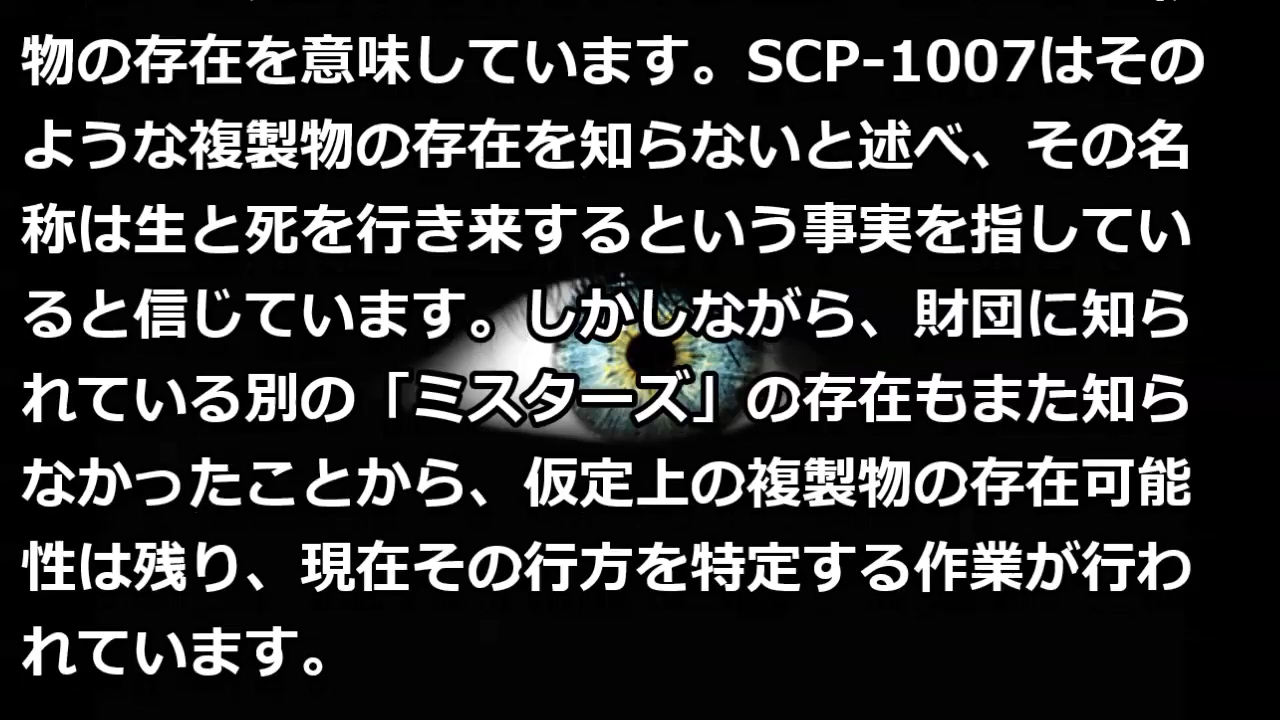 物の存在を意味しています。SCP-1007はその
ような複製物の存在を知らないと述べ、その名
称は生と死を行き来するという事実を指してい
ると信じています。しかしながら、財団に知ら
れている別の「ミスターズ」の存在もまた知ら
なかったことから、仮定上の複製物の存在可能
性は残り、現在その行方を特定する作業が行わ
れています。